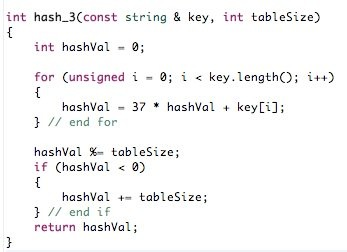 int hash_3(const string & key, int tableSize)
{
int hashVal = 0;
for (unsigned i = 0; i < key.length(); i++)
{
hashVal = 37 * hashVal + key[i];
} // end for
hashVal %= tableSize;
if (hashVal < 0)
{
hashVal += tableSize;
} // end if
return hashVal;
}